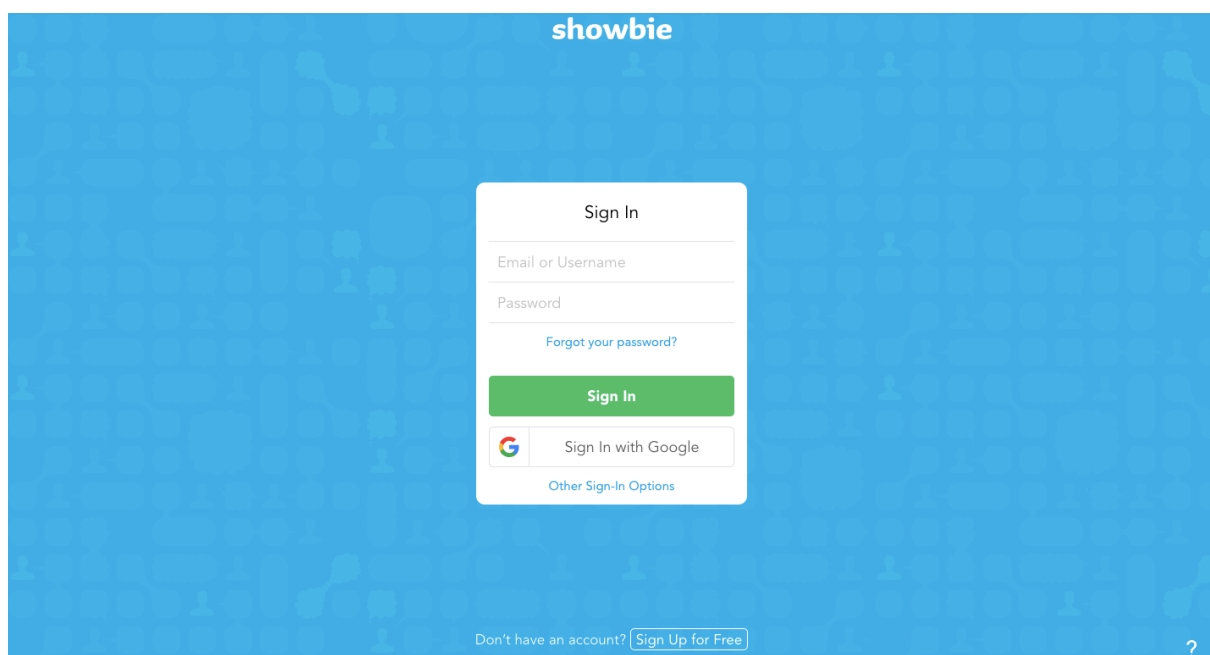 showbie
Sign In
Email or Username
Password
Forgot your password?
Sign In
G Sign In with Google
Other Sign-In Options
Don't have an account? Sign Up for Free
?